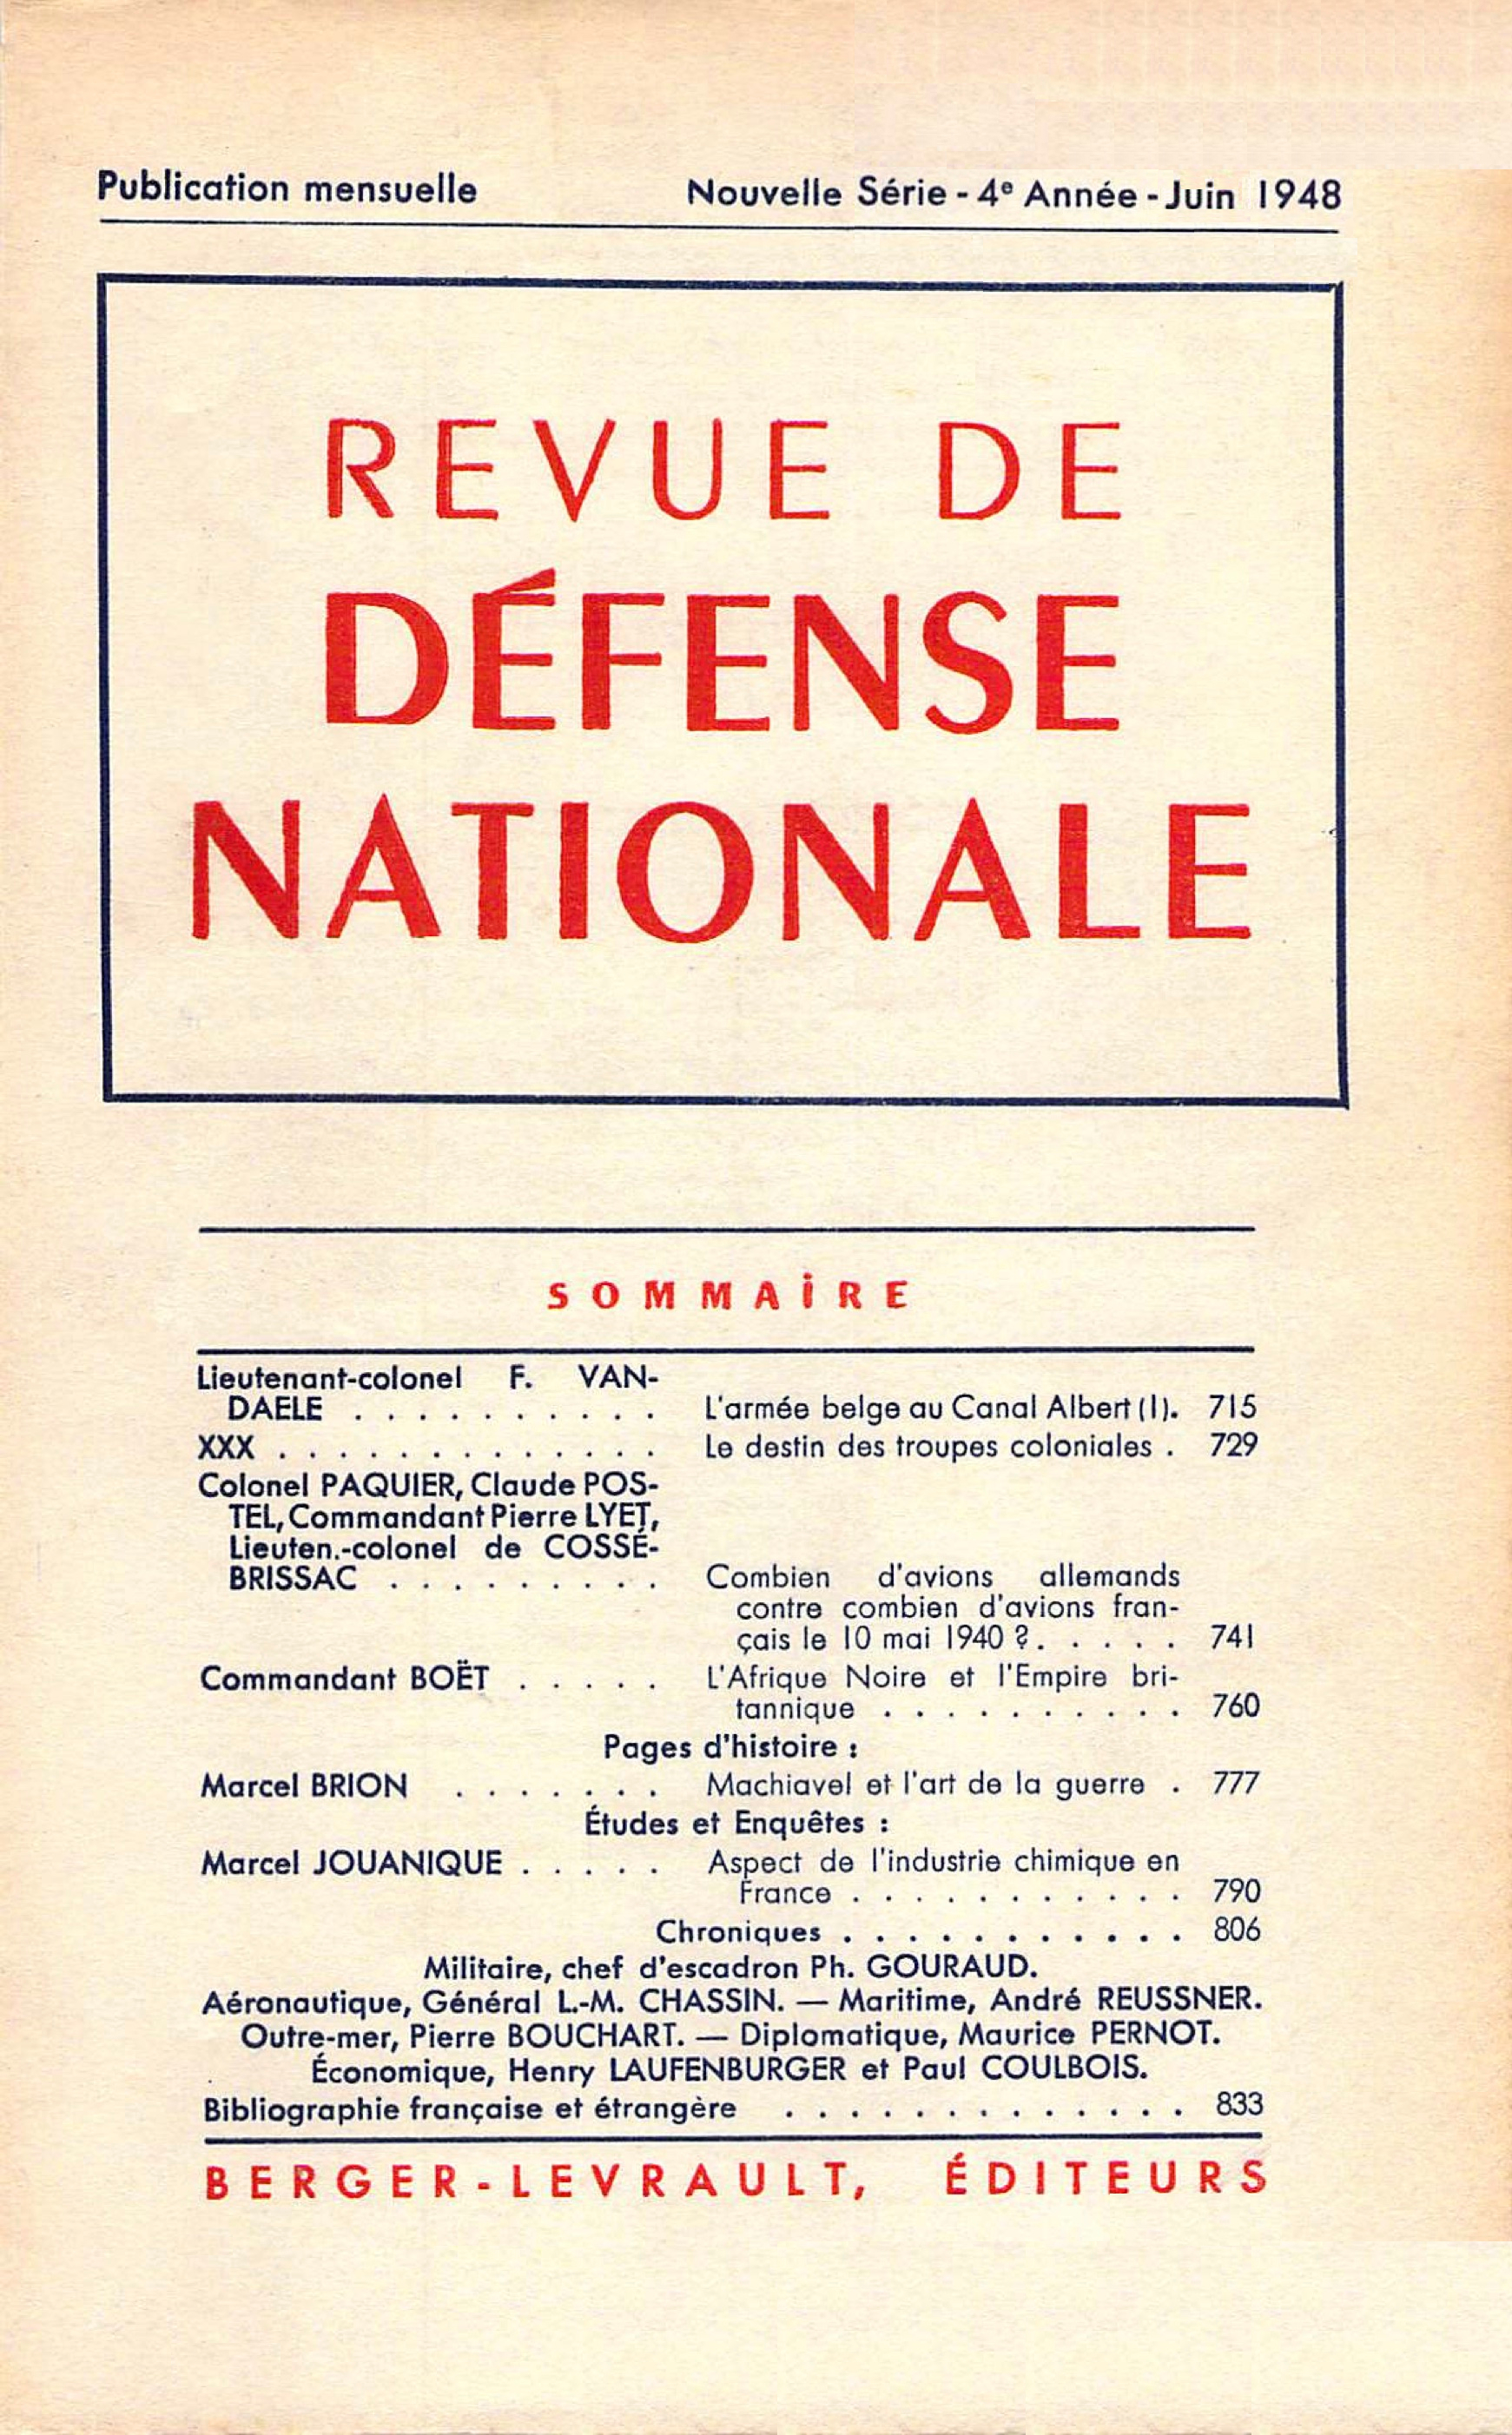 Publication mensuelle Nouvelle Série - 4e Année - Juin 1948
REVUE DE
DÉFENSE
NATIONALE
SOMMAIRE
Lieutenant-colonel F. VAN-
DAELE . . . . . . . . . . L'armée belge au Canal Albert (I). 715
XXX . . . . . . . . . . . . Le destin des troupes coloniales . 729
Colonel PAQUIER, Claude POS-
TEL, Commandant Pierre LYET,
Lieuten.-colonel de COSSÉ-
BRISSAC . . . . . . . . . Combien d'avions allemands
contre combien d'avions fran-
çais le 10 mai 1940 ? . . . . . 741
Commandant BOËT . . . . . L'Afrique Noire et l'Empire bri-
tannique . . . . . . . . . . 760
Pages d'histoire :
Marcel BRION . . . . . . . Machiavel et l'art de la guerre . 777
Études et Enquêtes :
Marcel JOUANIQUE . . . . . Aspect de l'industrie chimique en
France . . . . . . . . . . . 790
Chroniques . . . . . . . . . . . 806
Militaire, chef d'escadron Ph. GOURAUD.
Aéronautique, Général L.-M. CHASSIN. — Maritime, André REUSSNER.
Outre-mer, Pierre BOUCHART. — Diplomatique, Maurice PERNOT.
Économique, Henry LAUFENBURGER et Paul COULBOIS.
Bibliographie française et étrangère . . . . . . . . . . . . . 833
BERGER-LEVRAULT, ÉDITEURS